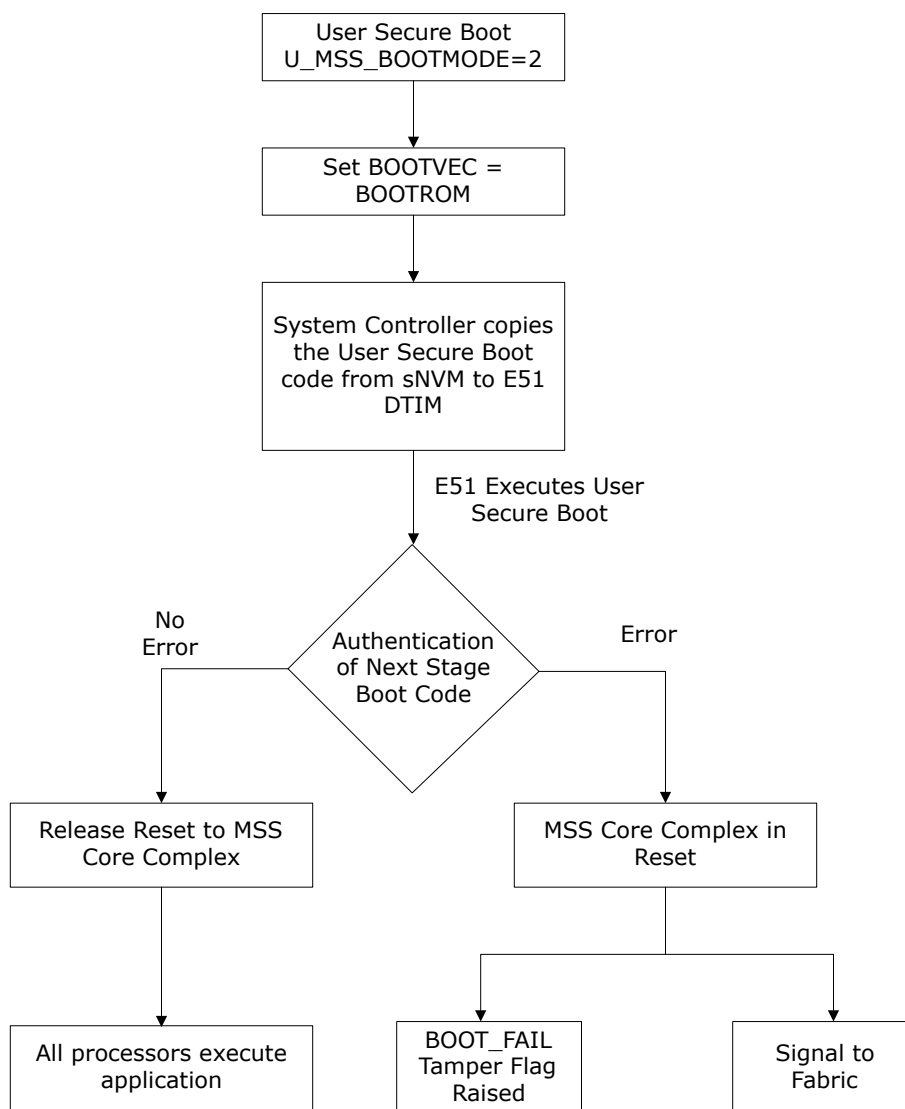 User Secure Boot
U_MSS_BOOTMODE=2
Set BOOTVEC =
BOOTROM
System Controller copies
the User Secure Boot
code from sNVM to E51
DTIM
E51 Executes User
Secure Boot
No
Error
Authentication
of Next Stage
Boot Code
Error
Release Reset to MSS
Core Complex
MSS Core Complex in
Reset
All processors execute
application
BOOT_FAIL
Tamper Flag
Raised
Signal to
Fabric